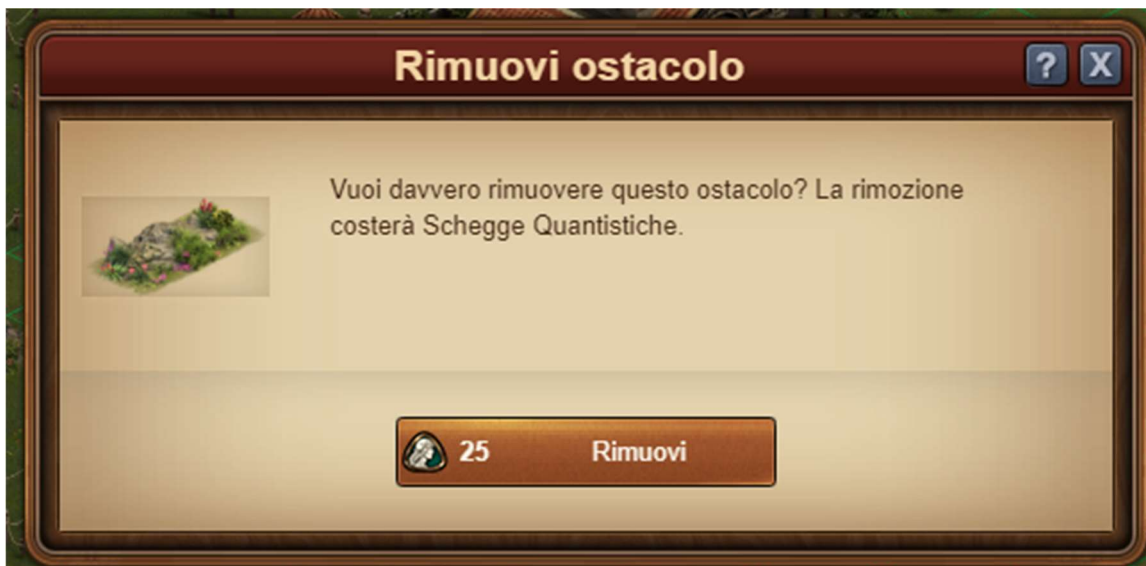 Rimuovi ostacolo
? X
Vuoi davvero rimuovere questo ostacolo? La rimozione
costerà Schegge Quantistiche.
25 Rimuovi